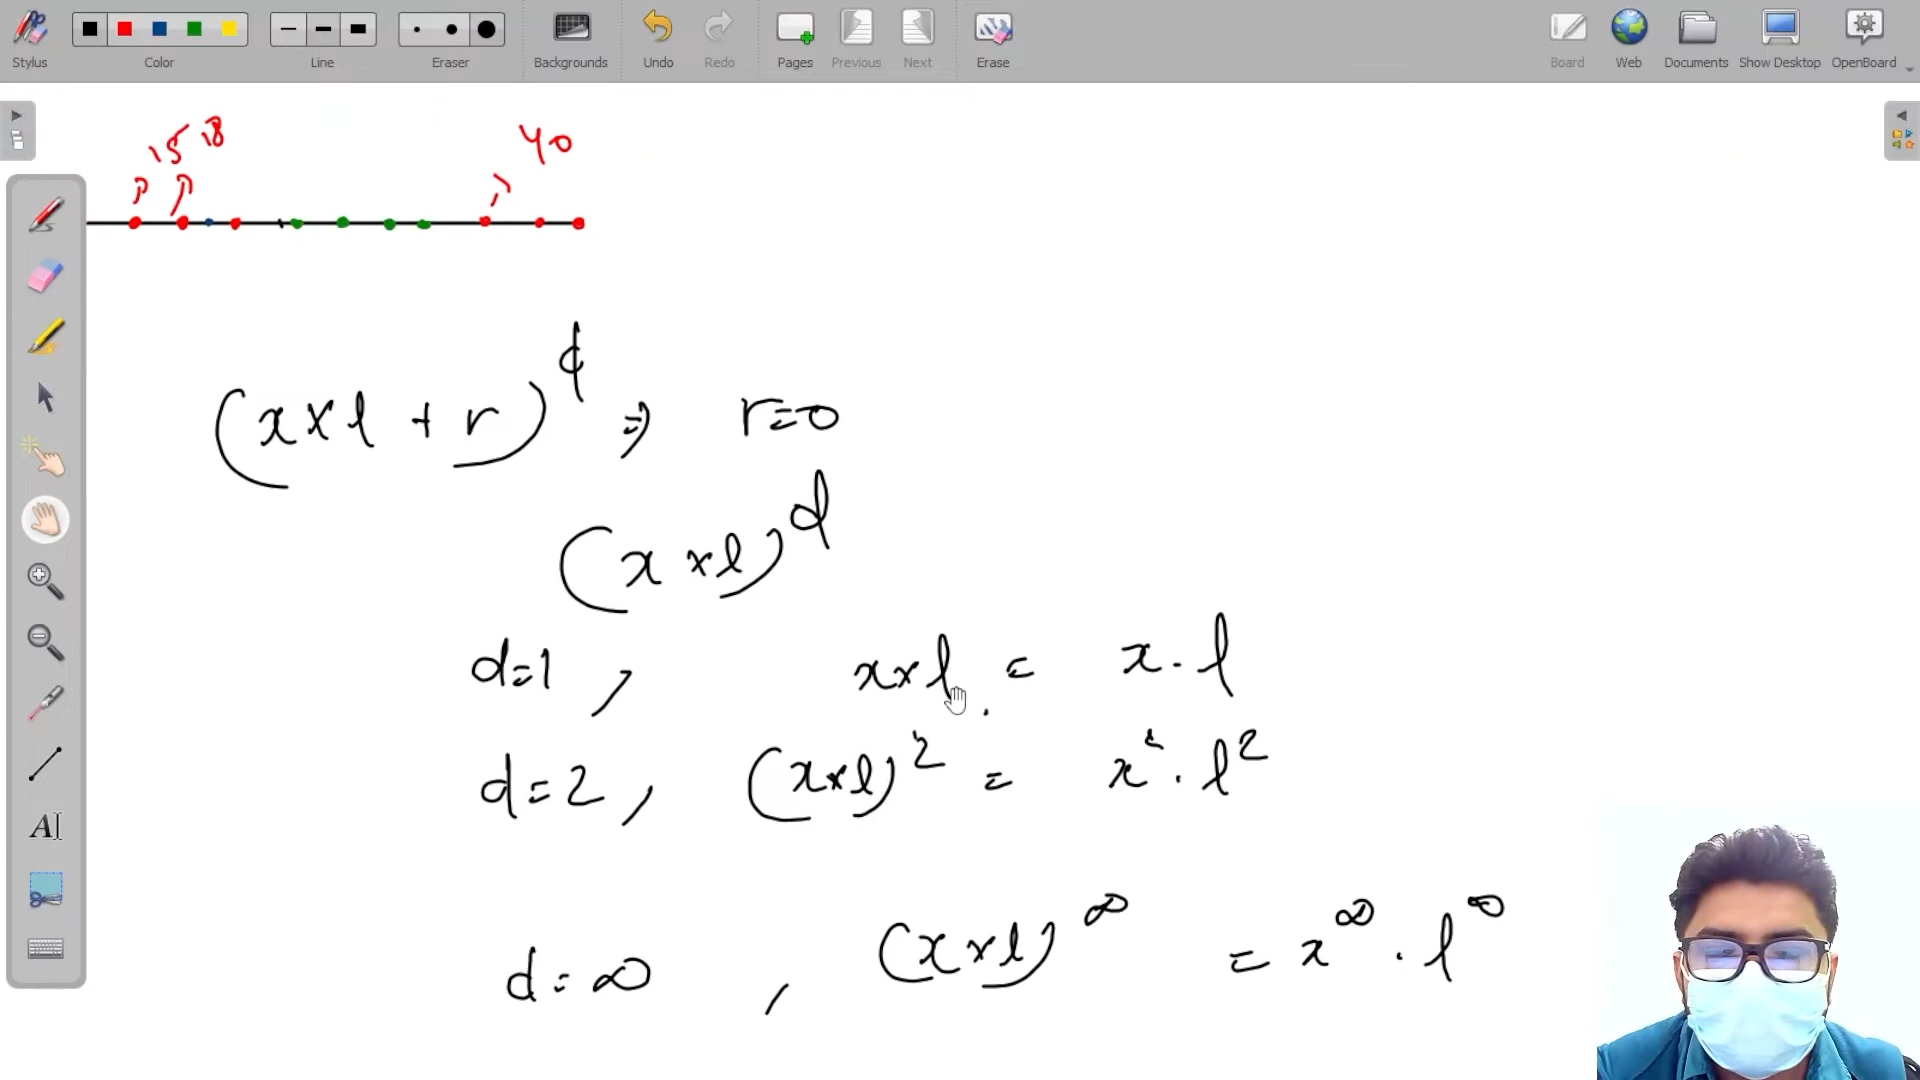 Stylus Color Line Eraser Backgrounds Undo Redo Pages Previous Next Erase Board Web Documents Show Desktop OpenBoard
15 18 40
(x × l + r)^d ⇒ r=0
(x × l)^d
d=1, x×l = x · l
d=2, (x×l)^2 = x^2 · l^2
d=∞, (x×l)^∞ = x^∞ · l^∞
A